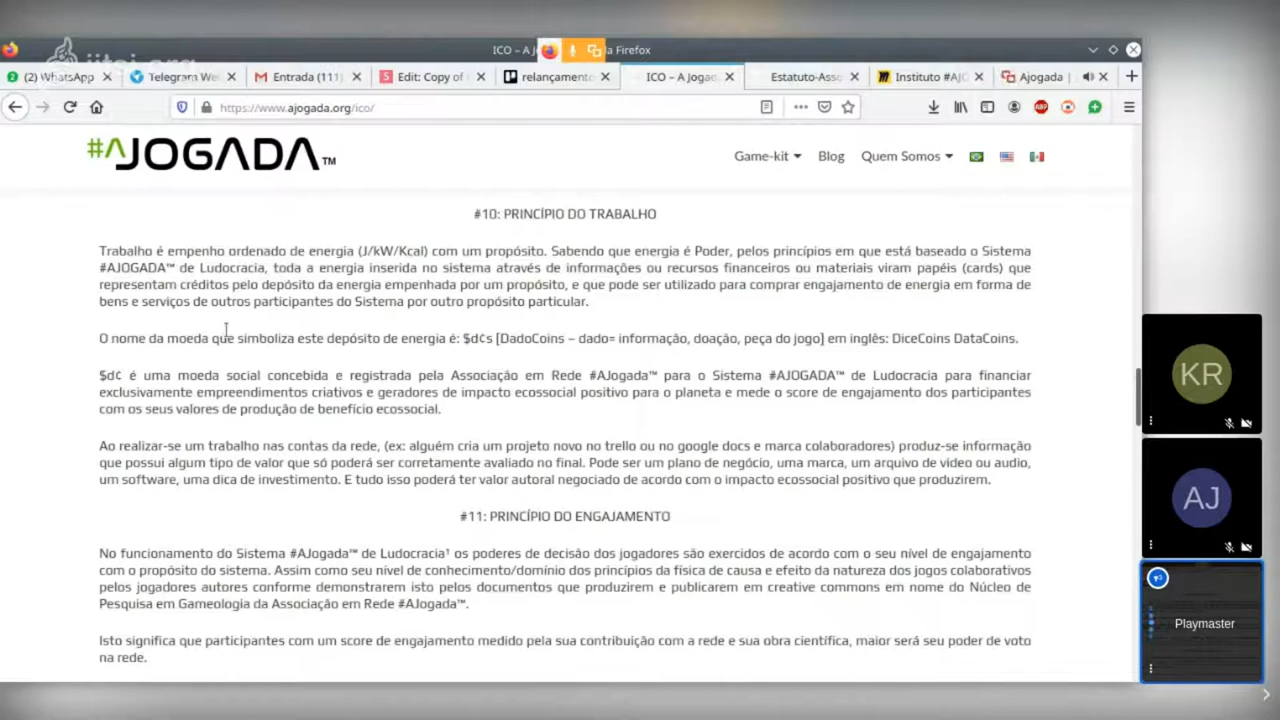 jitsi.org
ICO – A J
la Firefox
(2) WhatsApp
Telegram We
Entrada (111)
Edit: Copy of
relançamento
ICO – A Jogad
Estatuto-Asso
Instituto #AJO
Ajogada |
https://www.ajogada.org/ico/
ABP
#AJOGADA™
Game-kit
Blog
Quem Somos
#10: PRINCÍPIO DO TRABALHO
Trabalho é empenho ordenado de energia (J/kW/Kcal) com um propósito. Sabendo que energia é Poder, pelos princípios em que está baseado o Sistema
#AJOGADA™ de Ludocracia, toda a energia inserida no sistema através de informações ou recursos financeiros ou materiais viram papéis (cards) que
representam créditos pelo depósito da energia empenhada por um propósito, e que pode ser utilizado para comprar engajamento de energia em forma de
bens e serviços de outros participantes do Sistema por outro propósito particular.
O nome da moeda que simboliza este depósito de energia é: $d¢s [DadoCoins – dado= informação, doação, peça do jogo] em inglês: DiceCoins DataCoins.
$d¢ é uma moeda social concebida e registrada pela Associação em Rede #AJogada™ para o Sistema #AJOGADA™ de Ludocracia para financiar
exclusivamente empreendimentos criativos e geradores de impacto ecossocial positivo para o planeta e mede o score de engajamento dos participantes
com os seus valores de produção de benefício ecossocial.
Ao realizar-se um trabalho nas contas da rede, (ex: alguém cria um projeto novo no trello ou no google docs e marca colaboradores) produz-se informação
que possui algum tipo de valor que só poderá ser corretamente avaliado no final. Pode ser um plano de negócio, uma marca, um arquivo de vídeo ou audio,
um software, uma dica de investimento. E tudo isso poderá ter valor autoral negociado de acordo com o impacto ecossocial positivo que produzirem.
#11: PRINCÍPIO DO ENGAJAMENTO
No funcionamento do Sistema #AJogada™ de Ludocracia¹ os poderes de decisão dos jogadores são exercidos de acordo com o seu nível de engajamento
com o propósito do sistema. Assim como seu nível de conhecimento/domínio dos princípios da física de causa e efeito da natureza dos jogos colaborativos
pelos jogadores autores conforme demonstrarem isto pelos documentos que produzirem e publicarem em creative commons em nome do Núcleo de
Pesquisa em Gameologia da Associação em Rede #AJogada™.
Isto significa que participantes com um score de engajamento medido pela sua contribuição com a rede e sua obra científica, maior será seu poder de voto
na rede.
KR
AJ
Playmaster